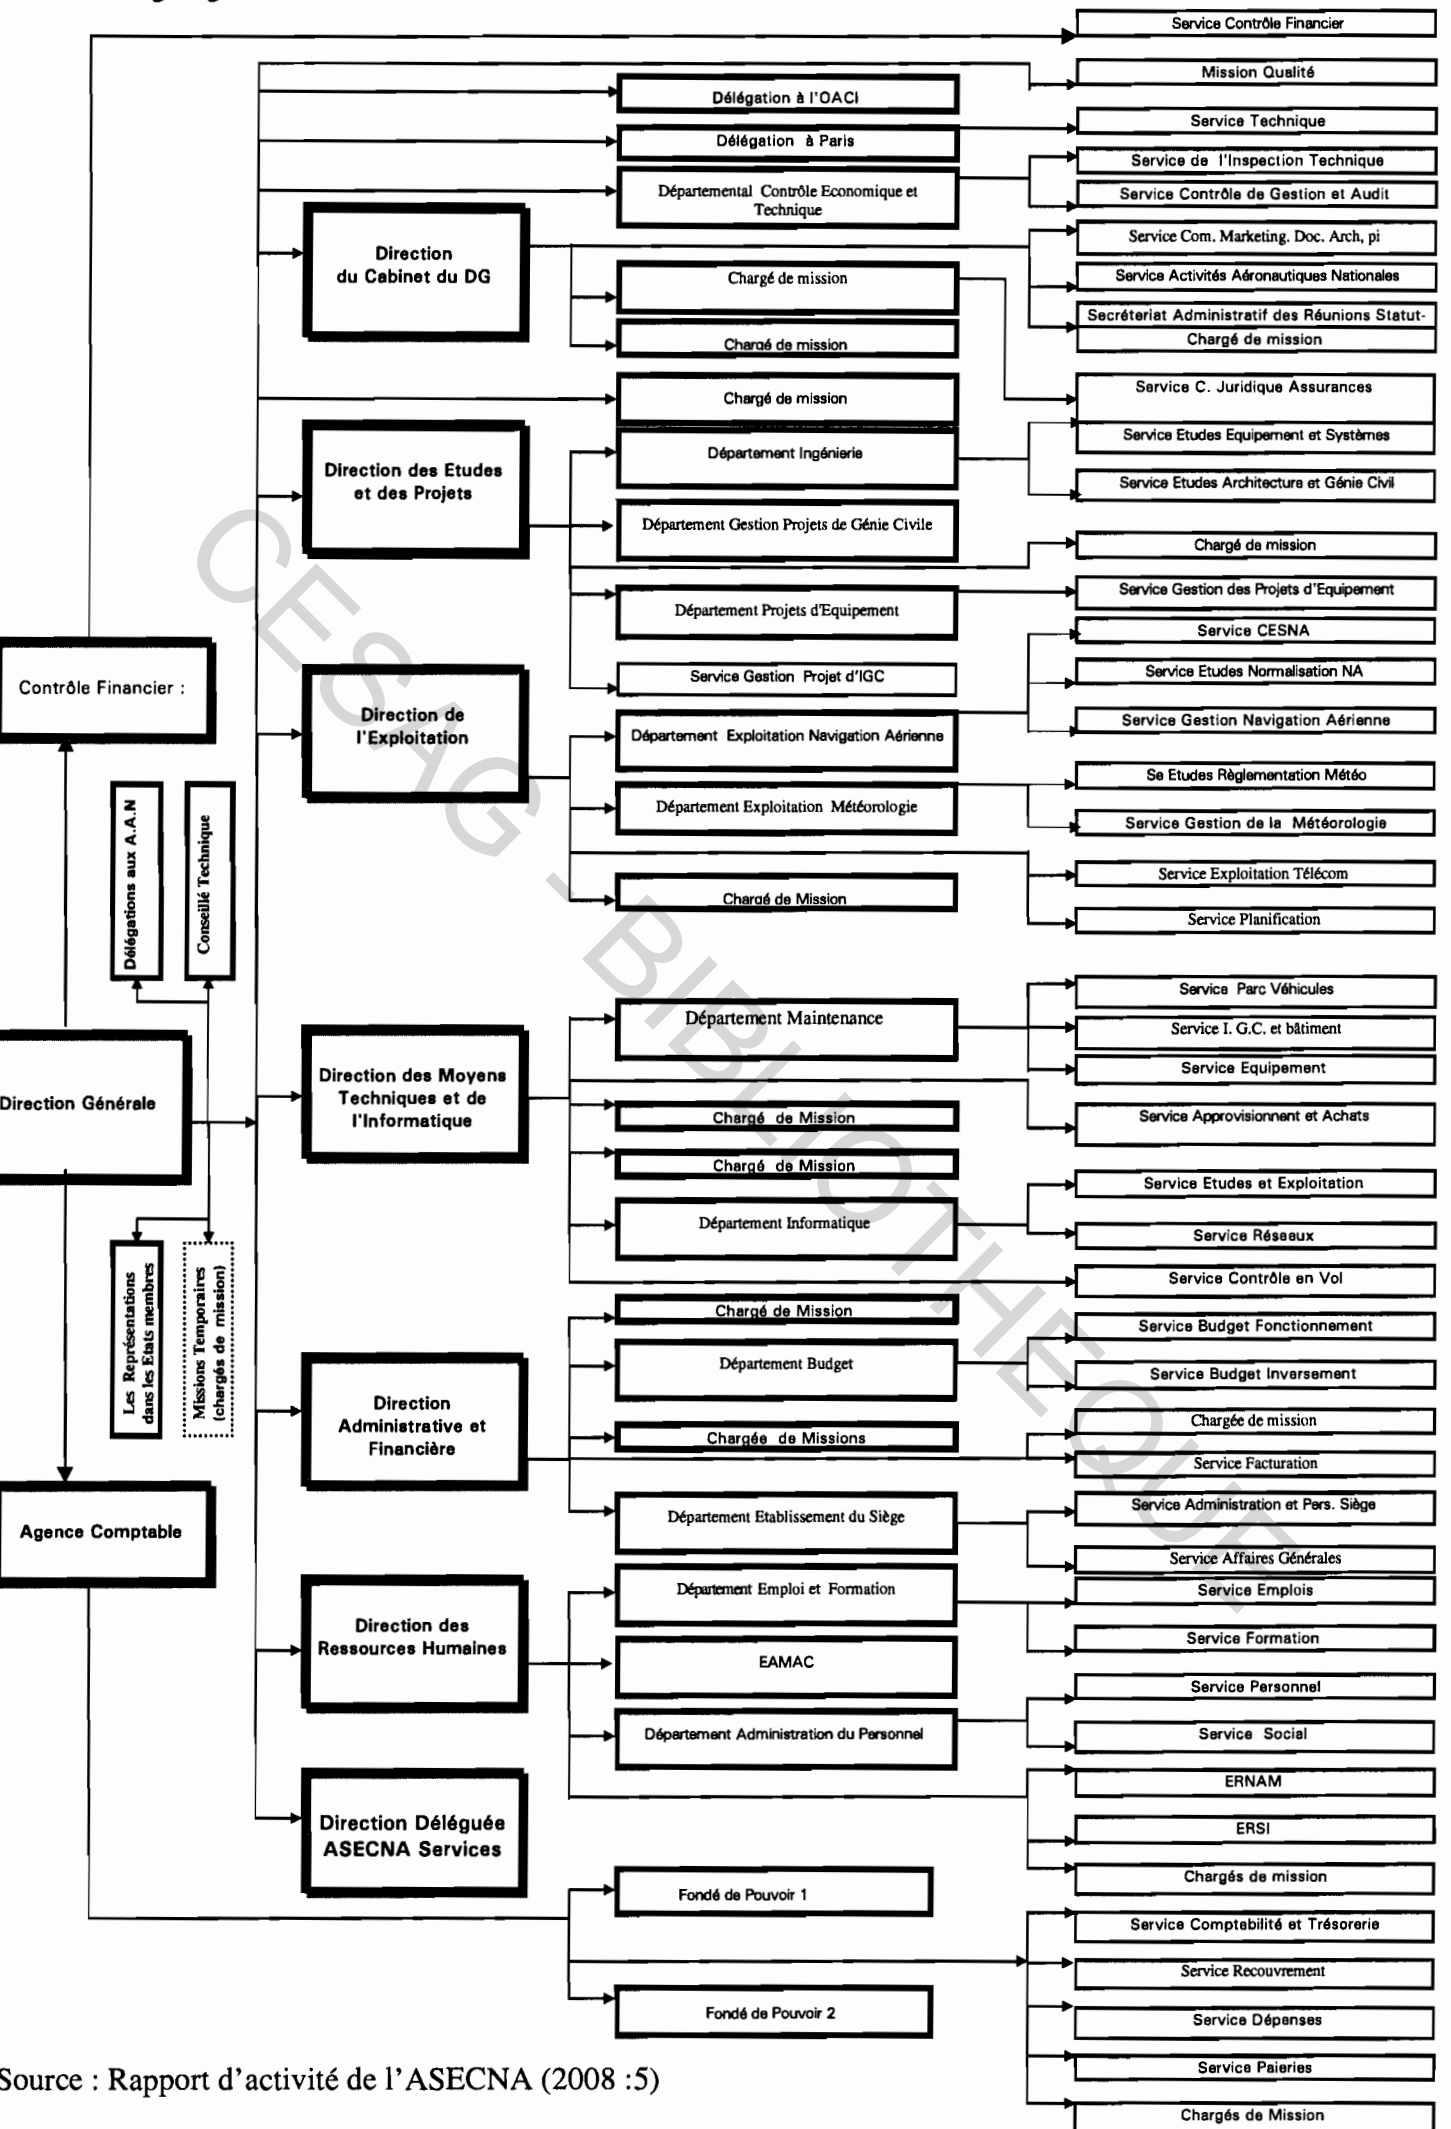 Service Contrôle Financier
Mission Qualité
Délégation à l'OACI
Service Technique
Délégation à Paris
Service de l'Inspection Technique
Départemental Contrôle Economique et
Technique
Service Contrôle de Gestion et Audit
Direction
du Cabinet du DG
Service Com. Marketing. Doc. Arch, pi
Chargé de mission
Service Activités Aéronautiques Nationales
Secréteriat Administratif des Réunions Statut-
Chargé de mission
Chargé de mission
Chargé de mission
Service C. Juridique Assurances
Direction des Etudes
et des Projets
Département Ingénierie
Service Etudes Equipement et Systèmes
Service Etudes Architecture et Génie Civil
Département Gestion Projets de Génie Civile
Chargé de mission
Département Projets d'Equipement
Service Gestion des Projets d'Equipement
Service CESNA
Contrôle Financier :
Service Gestion Projet d'IGC
Service Etudes Normalisation NA
Direction de
l'Exploitation
Département Exploitation Navigation Aérienne
Service Gestion Navigation Aérienne
Département Exploitation Météorologie
Se Etudes Règlementation Météo
Service Gestion de la Météorologie
Délégations aux A.A.N
Conseillé Technique
Chargé de Mission
Service Exploitation Télécom
Service Planification
Direction Générale
Direction des Moyens
Techniques et de
l'Informatique
Département Maintenance
Service Parc Véhicules
Service I. G.C. et bâtiment
Service Equipement
Chargé de Mission
Service Approvisionnent et Achats
Chargé de Mission
Département Informatique
Service Etudes et Exploitation
Service Réseaux
Service Contrôle en Vol
Les Représentations
dans les Etats membres
Missions Temporaires
(chargés de mission)
Direction
Administrative et
Financière
Chargé de Mission
Département Budget
Service Budget Fonctionnement
Service Budget Inversement
Chargée de Missions
Chargée de mission
Service Facturation
Agence Comptable
Département Etablissement du Siège
Service Administration et Pers. Siège
Service Affaires Générales
Direction des
Ressources Humaines
Département Emploi et Formation
Service Emplois
Service Formation
EAMAC
Département Administration du Personnel
Service Personnel
Service Social
ERNAM
ERSI
Chargés de mission
Direction Déléguée
ASECNA Services
Fondé de Pouvoir 1
Fondé de Pouvoir 2
Service Comptabilité et Trésorerie
Service Recouvrement
Service Dépenses
Service Paieries
Chargés de Mission
Source : Rapport d'activité de l'ASECNA (2008 :5)
CESAG - BIBLIOTHEQUE